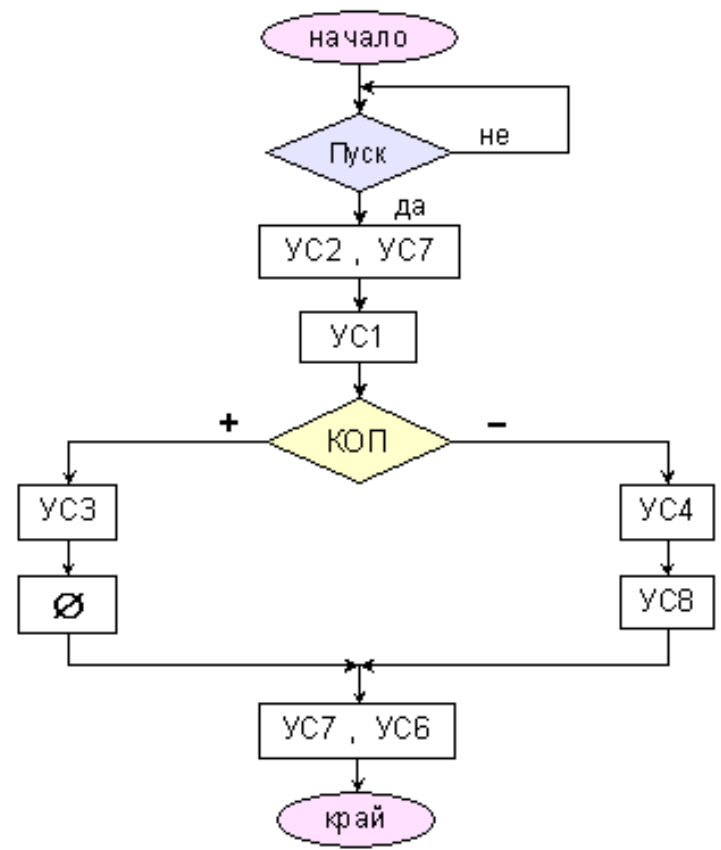 начало
Пуск
не
да
УС2 , УС7
УС1
+
КОП
–
УС3
УС4
Ø
УС8
УС7 , УС6
край